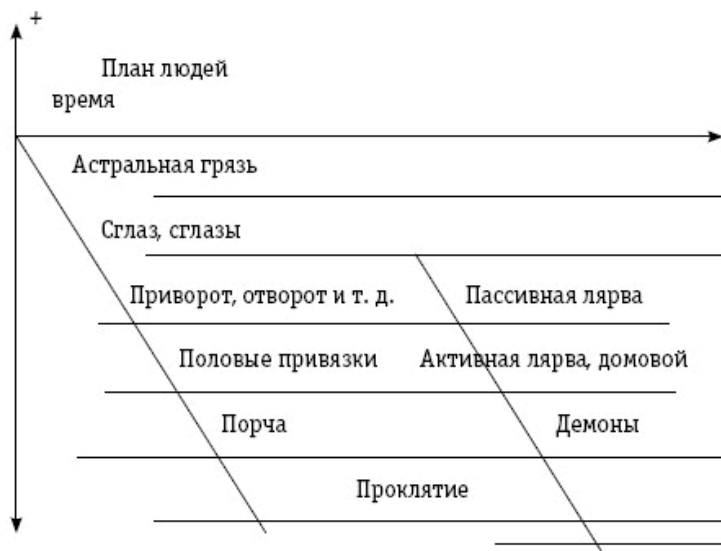 +
План людей
время
Астральная грязь
Сглаз, сглазы
Приворот, отворот и т. д. Пассивная лярва
Половые привязки Активная лярва, домовой
Порча Демоны
Проклятие